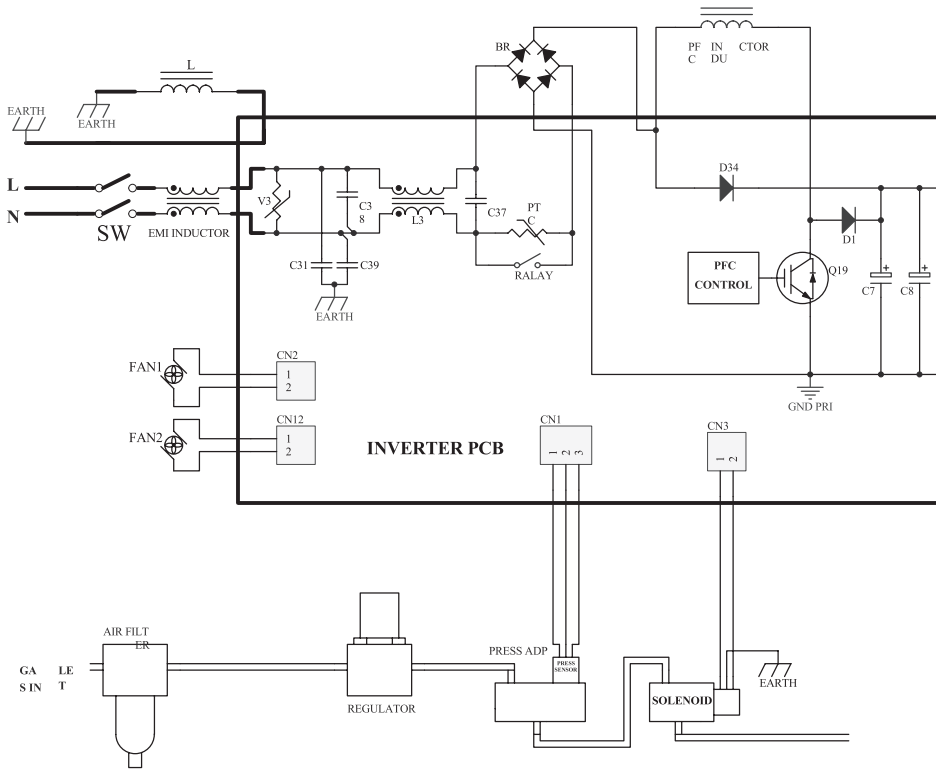 PF IN CTOR
C DU
BR
L
EARTH
EARTH
L
N
SW
EMI INDUCTOR
V3
C3
8
L3
C37
PT
C
RALAY
C31
C39
EARTH
D34
D1
PFC
CONTROL
Q19
C7
C8
GND PRI
FAN1
CN2
1
2
FAN2
CN12
1
2
INVERTER PCB
CN1
1
2
3
CN3
1
2
AIR FILT
ER
GA LE
S IN T
REGULATOR
PRESS ADP
PRESS
SENSOR
SOLENOID
EARTH